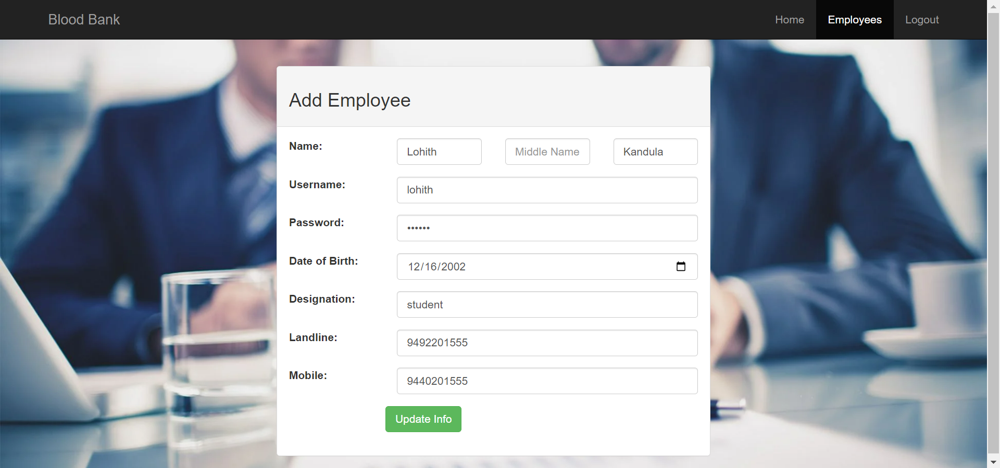 Blood Bank Home Employees Logout
Add Employee
Name: Lohith Middle Name Kandula
Username: lohith
Password: ••••••
Date of Birth: 12/16/2002
Designation: student
Landline: 9492201555
Mobile: 9440201555
Update Info